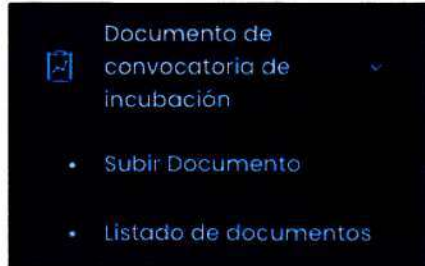 Documento de
convocatoria de
incubación
Subir Documento
Listado de documentos